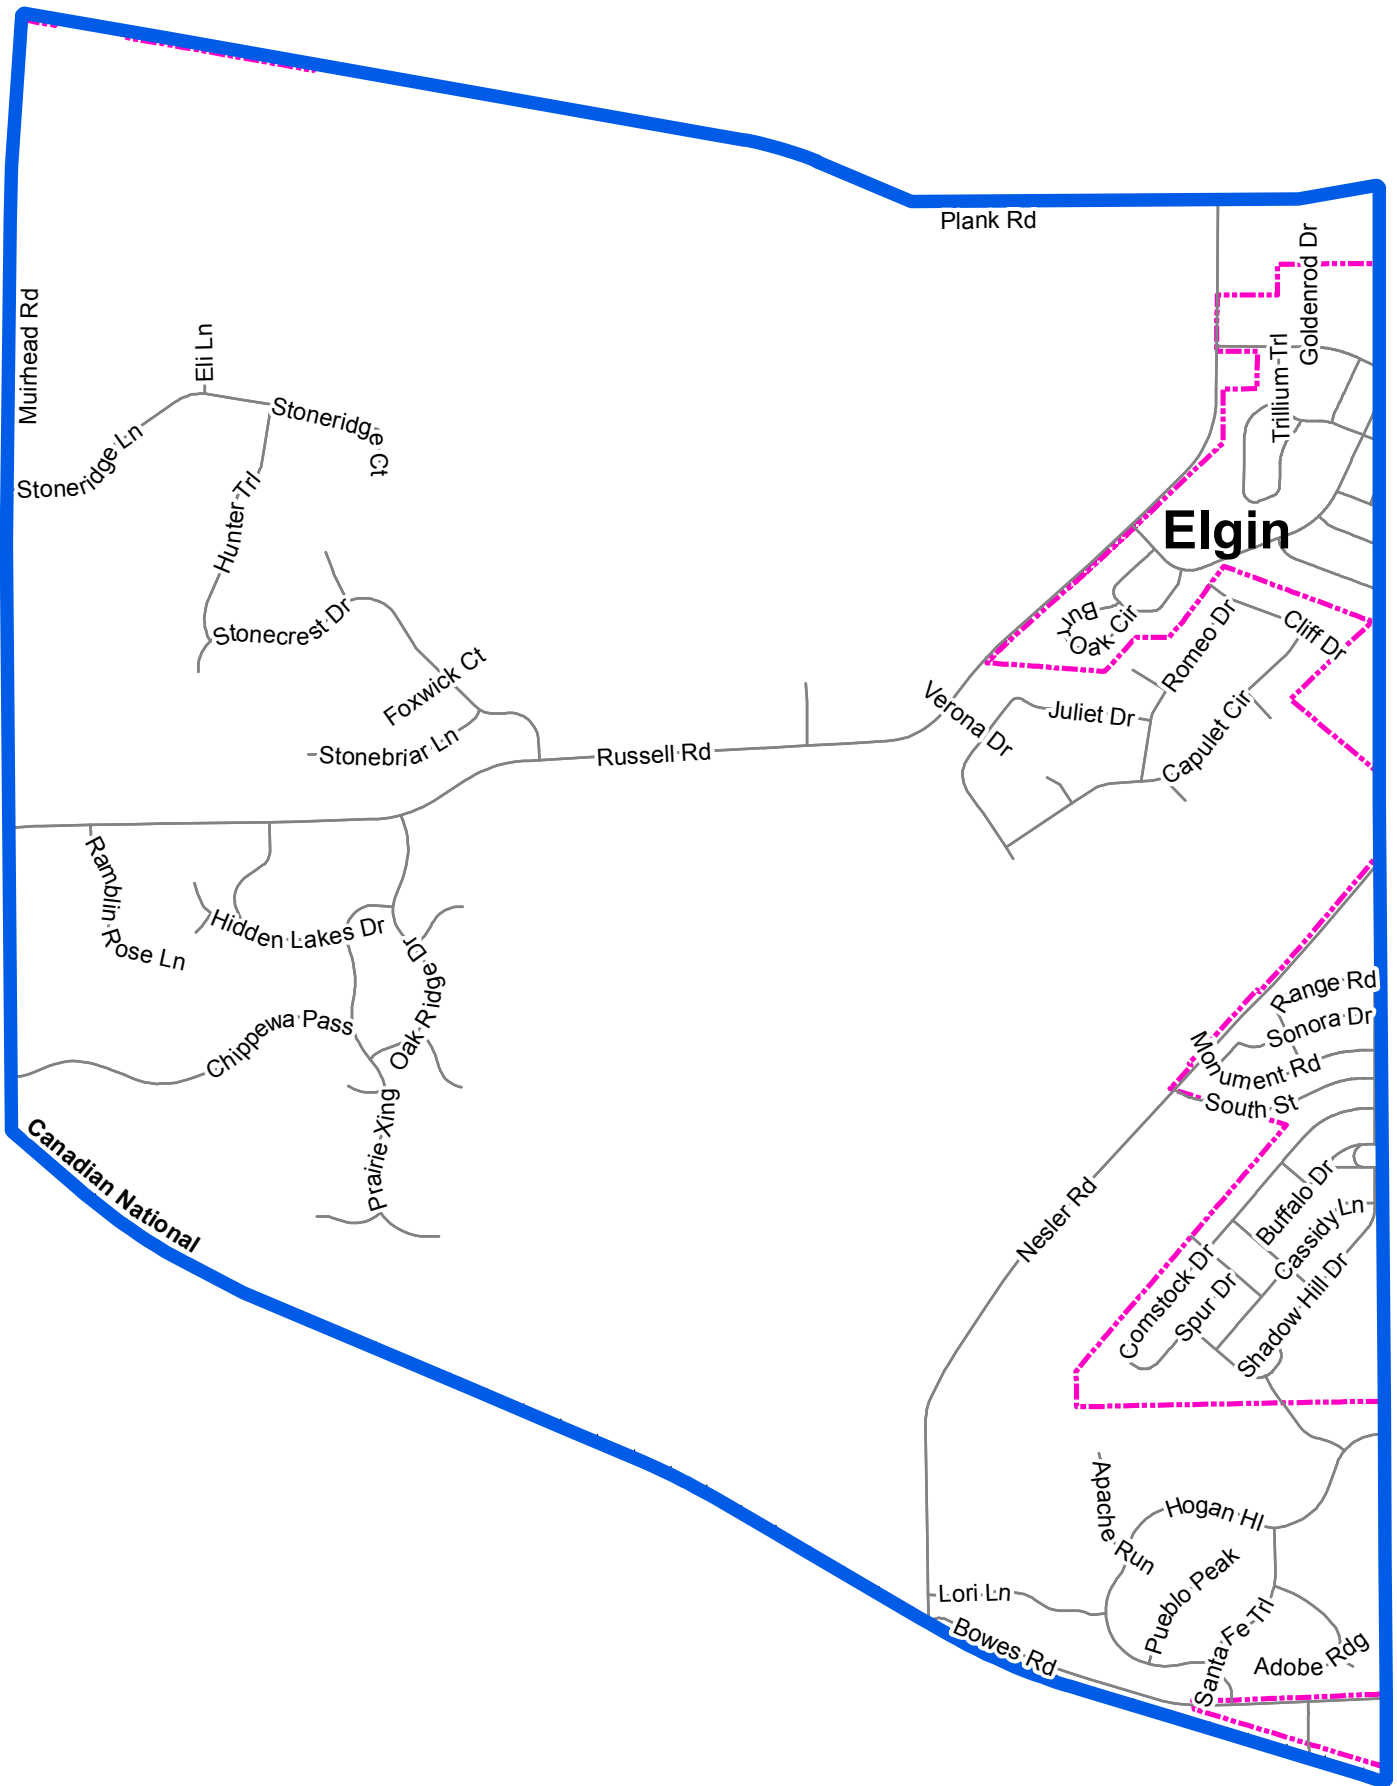 Plank Rd
Goldenrod Dr
Muirhead Rd
Eli Ln
Trillium Trl
Stoneridge Ct
Stoneridge Ln
Hunter Trl
Elgin
Stonecrest Dr
Bur Oak Cir
Romeo Dr
Cliff Dr
Foxwick Ct
Verona Dr
Juliet Dr
Capulet Cir
Stonebriar Ln
Russell Rd
Ramblin Rose Ln
Hidden Lakes Dr
Oak Ridge Dr
Range Rd
Sonora Dr
Chippewa Pass
Monument Rd
South St
Canadian National
Prairie Xing
Nesler Rd
Buffalo Dr
Cassidy Ln
Comstock Dr
Spur Dr
Shadow Hill Dr
Apache Run
Hogan Hl
Pueblo Peak
Lori Ln
Santa Fe Trl
Bowes Rd
Adobe Rdg